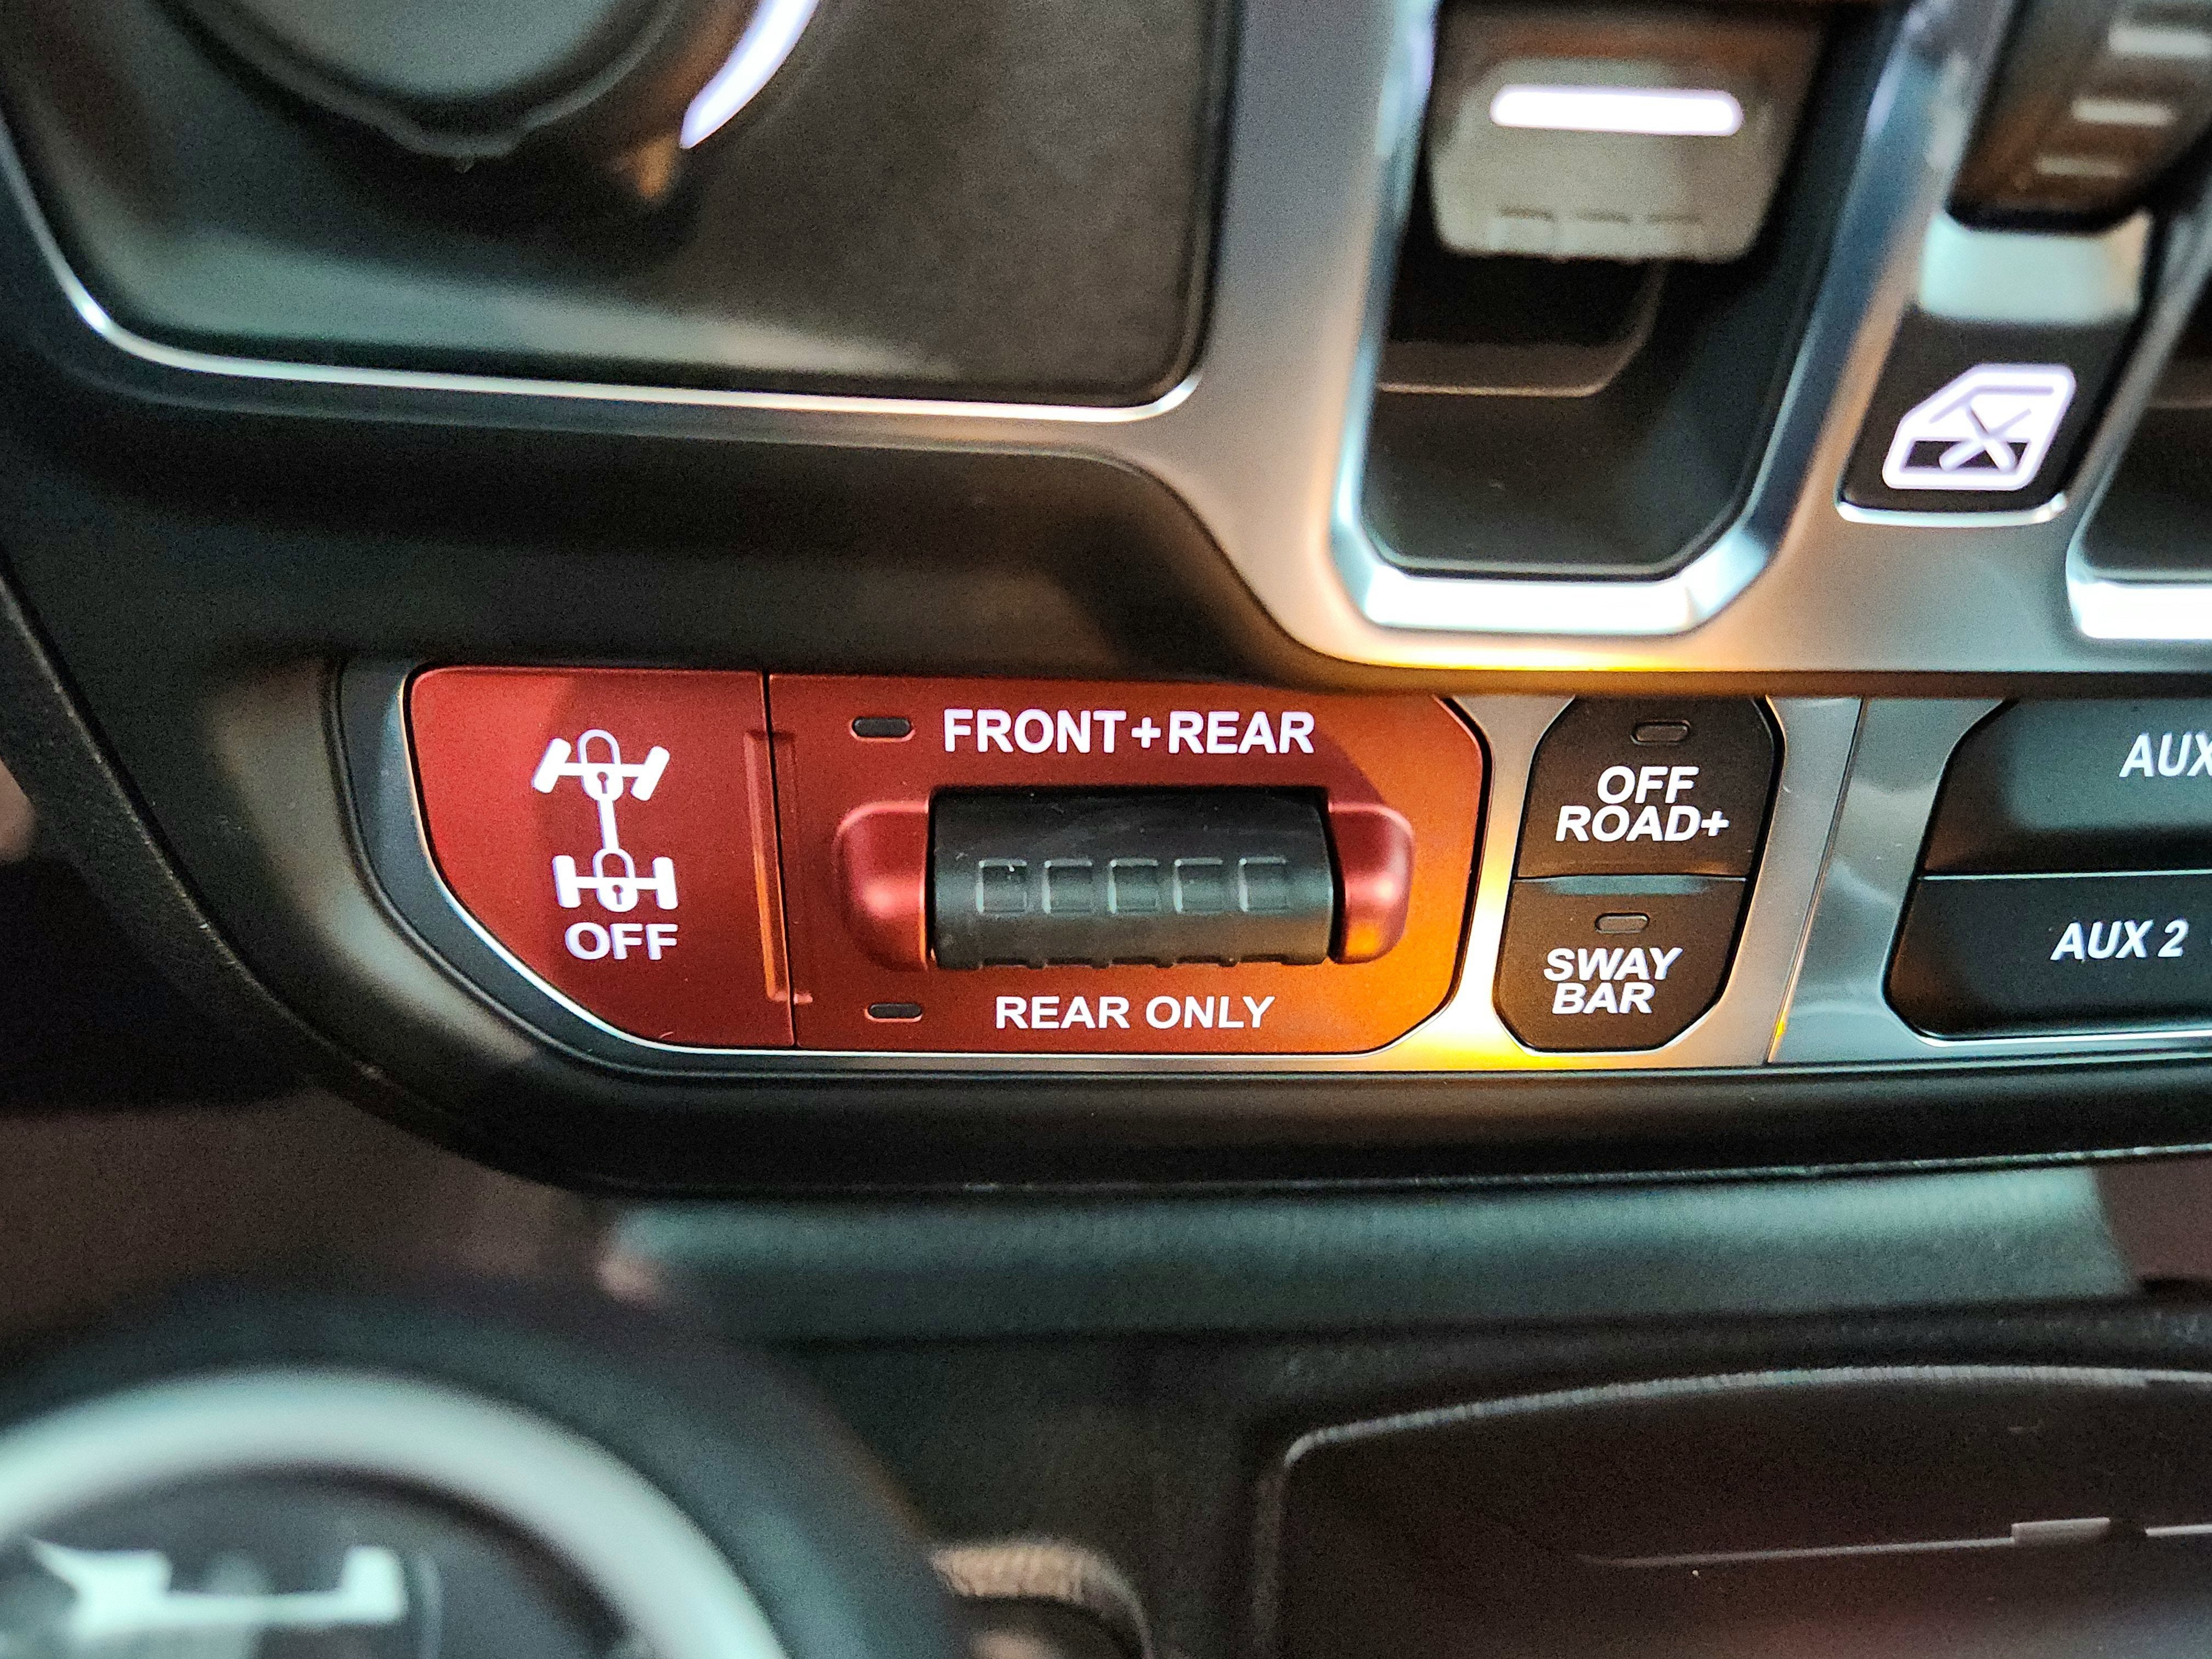 FRONT+REAR
OFF
REAR ONLY
OFF
ROAD+
SWAY
BAR
AUX
AUX 2